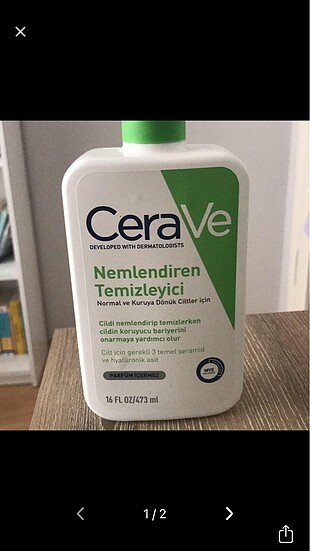 CeraVe
DEVELOPED WITH DERMATOLOGISTS
Nemlendiren
Temizleyici
Normal ve Kuruya Dönük Ciltler için
Cildi nemlendirip temizlerken
cildin koruyucu bariyerini
onarmaya yardımcı olur
Cilt için gerekli 3 temel seramid
ve hyalüronik asit
PARFÜM İÇERMEZ
MVE
16 FL OZ/473 ml
1/2